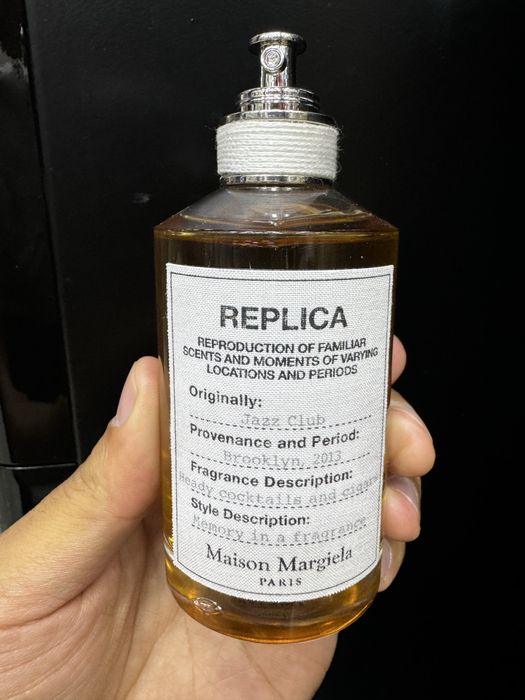 REPLICA
REPRODUCTION OF FAMILIAR
SCENTS AND MOMENTS OF VARYING
LOCATIONS AND PERIODS
Originally:
Jazz Club
Provenance and Period:
Brooklyn, 2013
Fragrance Description:
Heady cocktails and cigars
Style Description:
Memory in a fragrance
Maison Margiela
PARIS